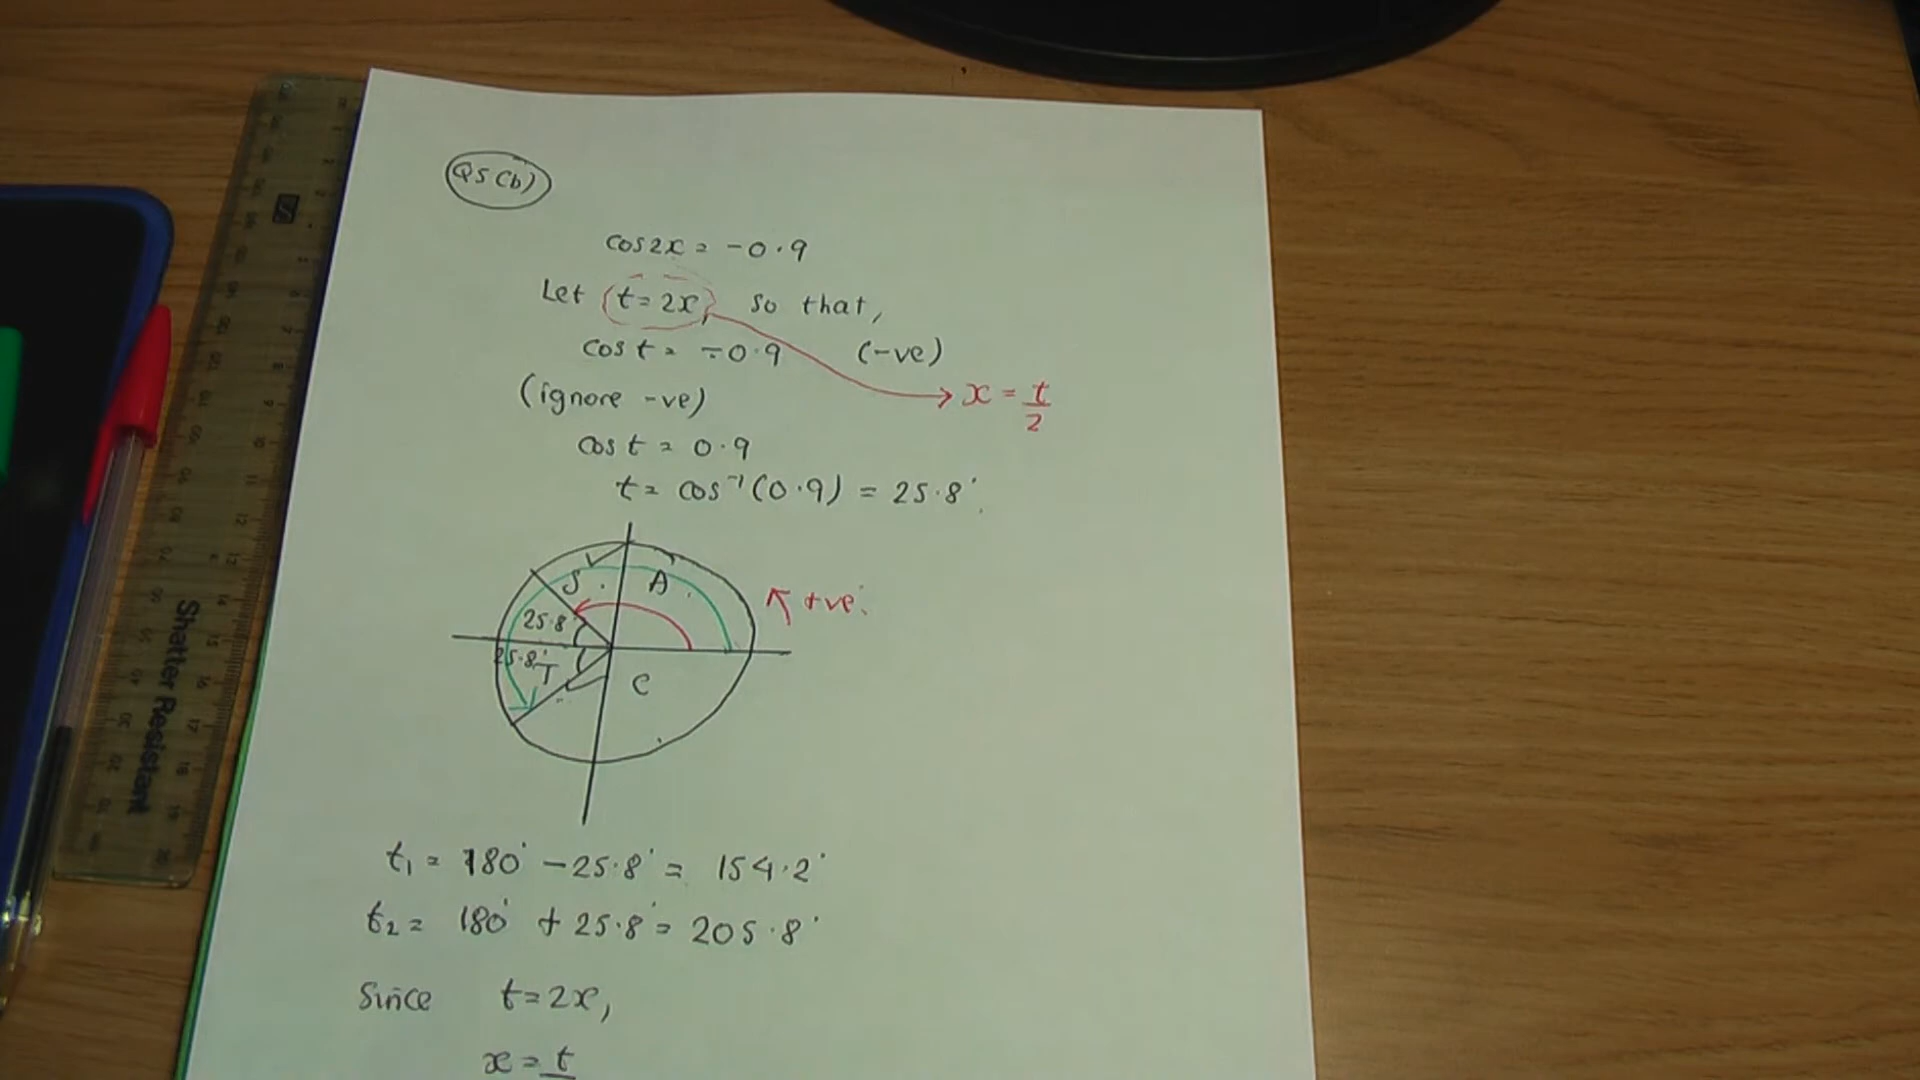 Q5 (b)
cos2x = -0.9
Let (t = 2x), so that,
cos t = -0.9 (-ve)
(ignore -ve)
x = t/2
cos t = 0.9
t = cos⁻¹(0.9) = 25.8°
S A
+ve
25.8°
25.8° T C
t₁ = 180° - 25.8° = 154.2°
t₂ = 180° + 25.8° = 205.8°
Since t = 2x,
x = t
Shatter Resistant